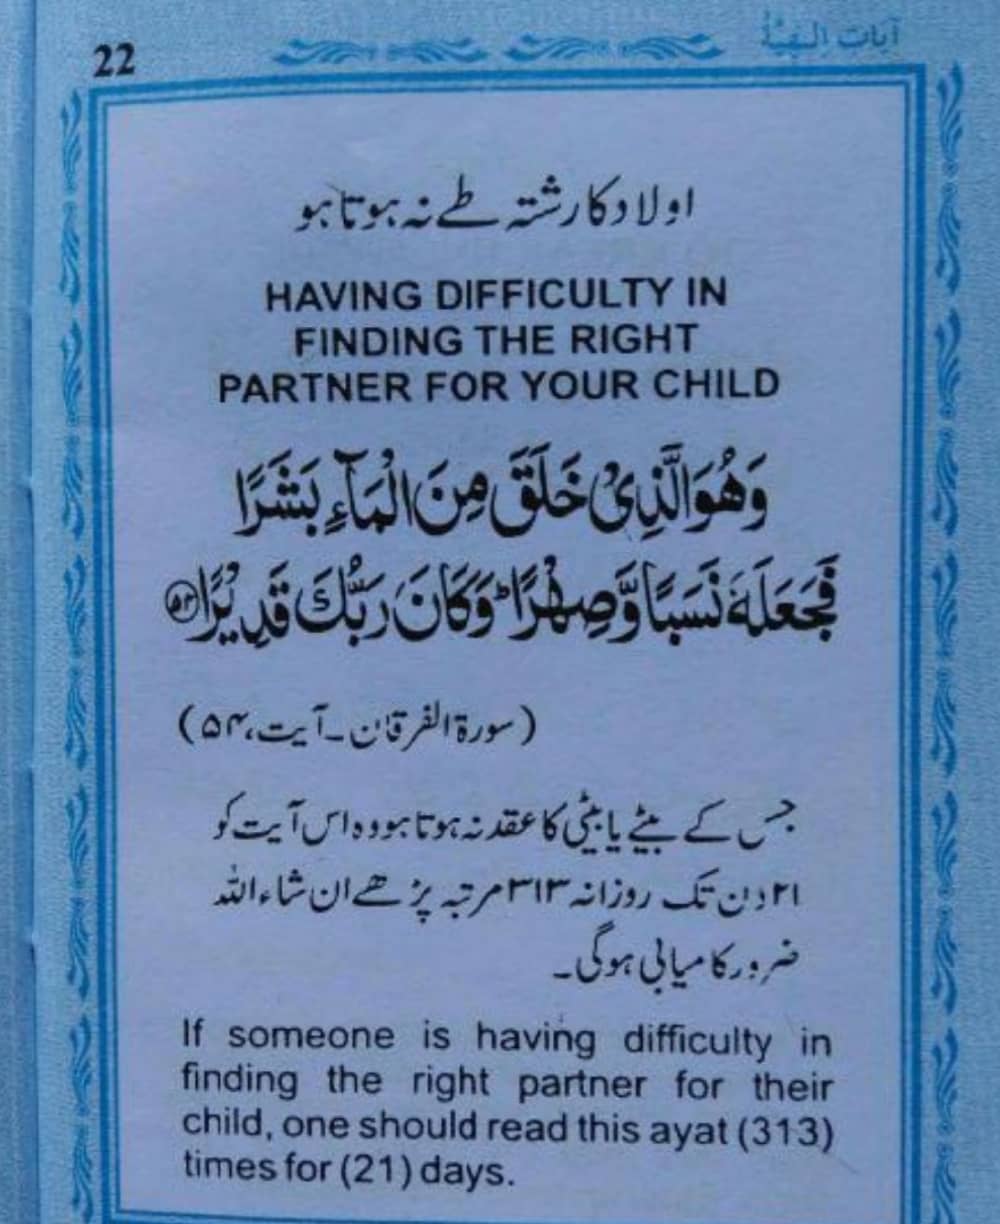 22
آیات الہیہ
اولاد کا رشتہ طے نہ ہوتا ہو
HAVING DIFFICULTY IN
FINDING THE RIGHT
PARTNER FOR YOUR CHILD
وَهُوَ الَّذِیْ خَلَقَ مِنَ الْمَآءِ بَشَرًا
فَجَعَلَهٗ نَسَبًا وَّصِهْرًا ؕ وَکَانَ رَبُّكَ قَدِیْرًا ﴿۵۴﴾
(سورۃ الفرقان۔آیت،۵۴)
جس کے بیٹے یا بیٹی کا عقد نہ ہوتا ہو وہ اس آیت کو
۲۱ دن تک روزانہ ۳۱۳ مرتبہ پڑھے ان شاء اللہ
ضرور کامیابی ہوگی۔
If someone is having difficulty in
finding the right partner for their
child, one should read this ayat (313)
times for (21) days.